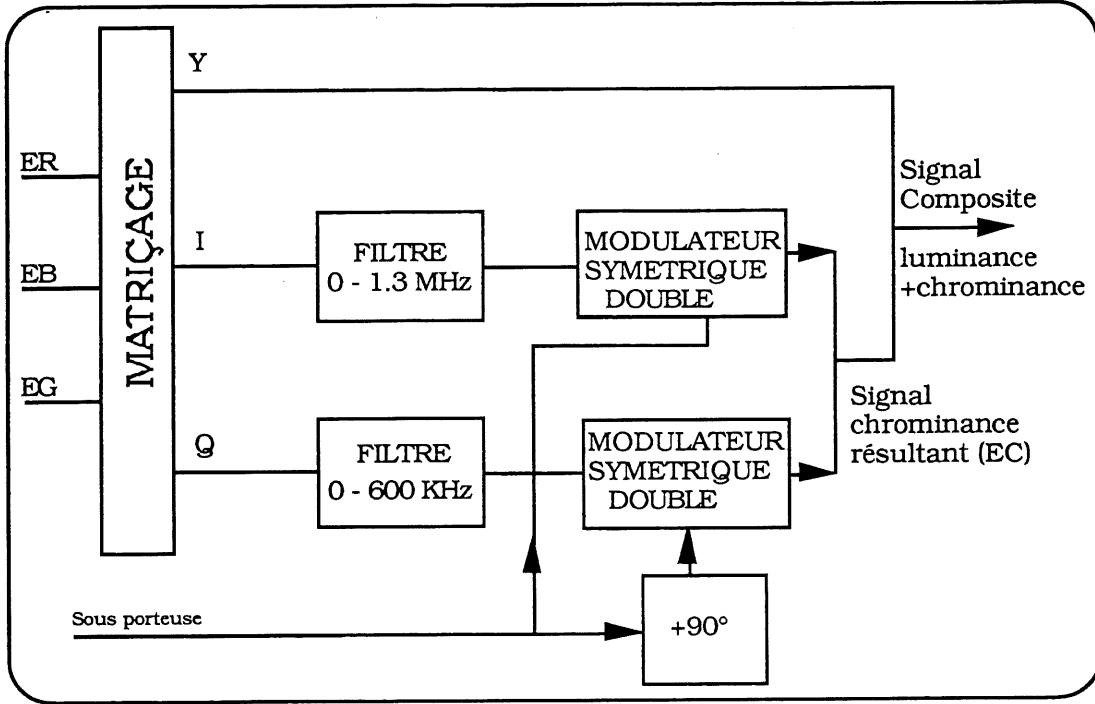 Y
ER
EB
EG
MATRIÇAGE
I
Q
FILTRE
0 - 1.3 MHz
FILTRE
0 - 600 KHz
MODULATEUR
SYMETRIQUE
DOUBLE
MODULATEUR
SYMETRIQUE
DOUBLE
Signal
Composite
luminance
+chrominance
Signal
chrominance
résultant (EC)
Sous porteuse
+90°